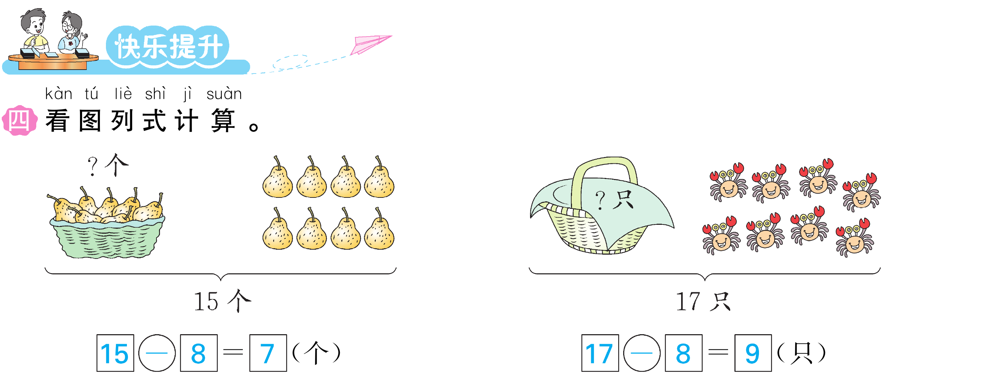 快乐提升
kàn tú liè shì jì suàn
四 看图列式计算。
?个
?只
15个
17只
15 — 8 = 7 (个)
17 — 8 = 9 (只)